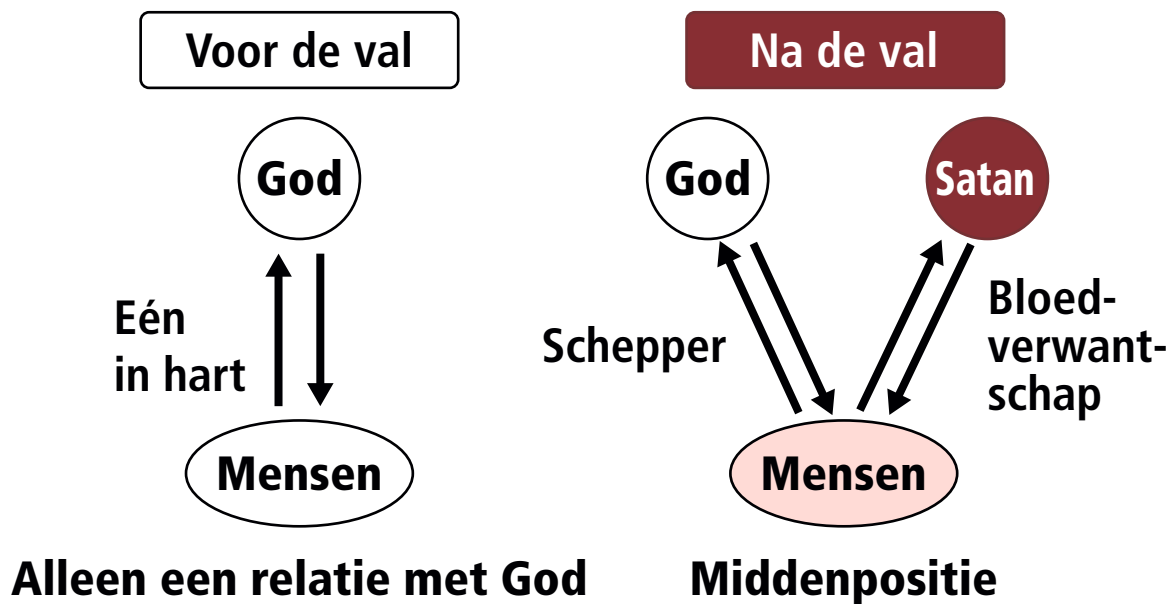 Voor de val
God
Eén
in hart
Mensen
Alleen een relatie met God
Na de val
God
Satan
Schepper
Bloed-
verwant-
schap
Mensen
Middenpositie